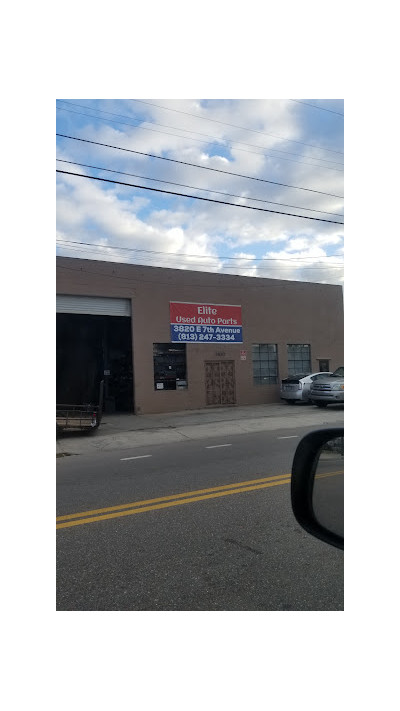 Elite
Used Auto Parts
3820 E 7th Avenue
(813) 247-3334